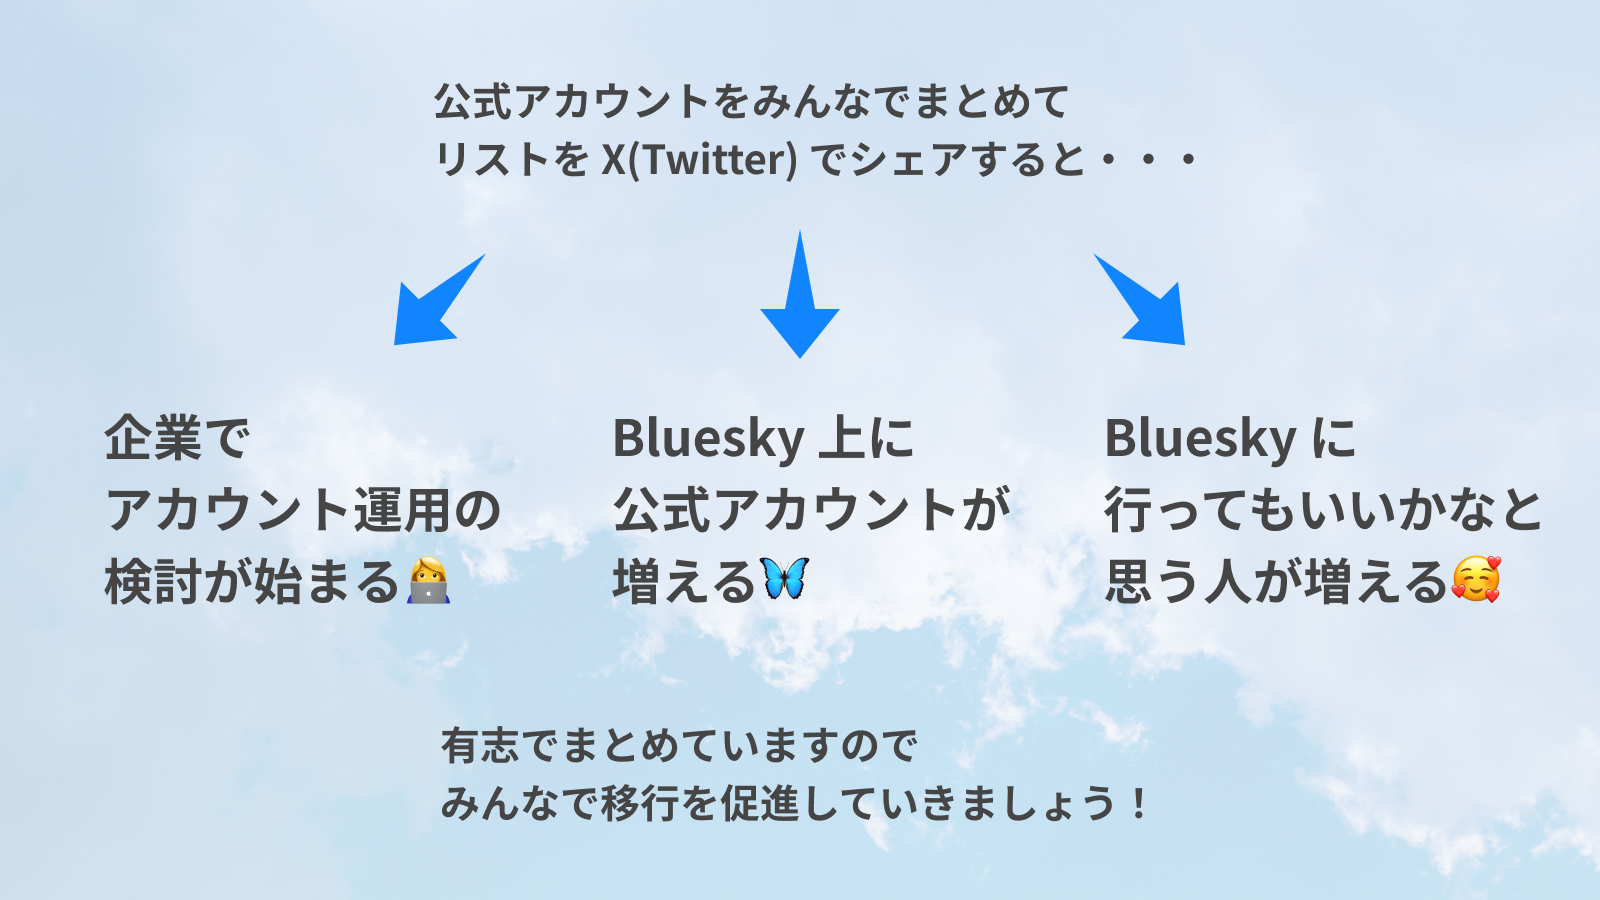 公式アカウントをみんなでまとめて
リストを X(Twitter) でシェアすると・・・
企業で
アカウント運用の
検討が始まる👩‍💻
Bluesky 上に
公式アカウントが
増える🦋
Bluesky に
行ってもいいかなと
思う人が増える🥰
有志でまとめていますので
みんなで移行を促進していきましょう！